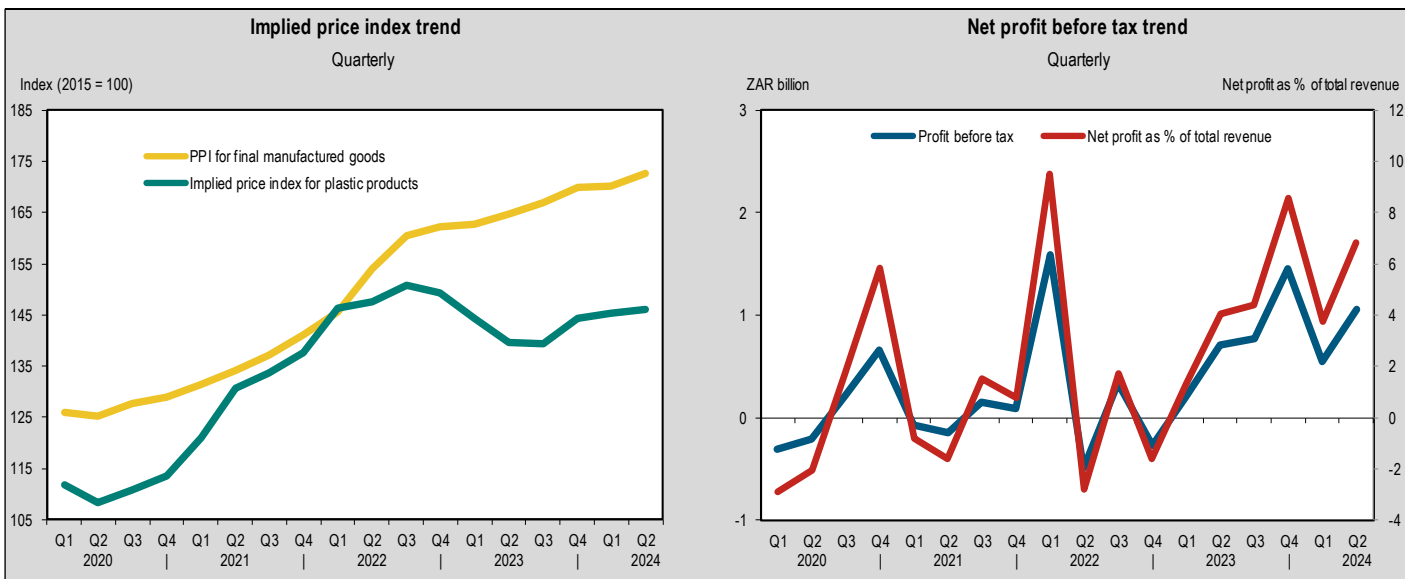 Implied price index trend
Quarterly
Index (2015 = 100)
185
175
165
155
145
135
125
115
105
PPI for final manufactured goods
Implied price index for plastic products
Q1 Q2 Q3 Q4 Q1 Q2 Q3 Q4 Q1 Q2 Q3 Q4 Q1 Q2 Q3 Q4 Q1 Q2
2020 | 2021 | 2022 | 2023 | 2024
Net profit before tax trend
Quarterly
ZAR billion Net profit as % of total revenue
3 12
10
2 8
6
1 4
2
0 0
-2
-1 -4
Profit before tax Net profit as % of total revenue
Q1 Q2 Q3 Q4 Q1 Q2 Q3 Q4 Q1 Q2 Q3 Q4 Q1 Q2 Q3 Q4 Q1 Q2
2020 | 2021 | 2022 | 2023 | 2024